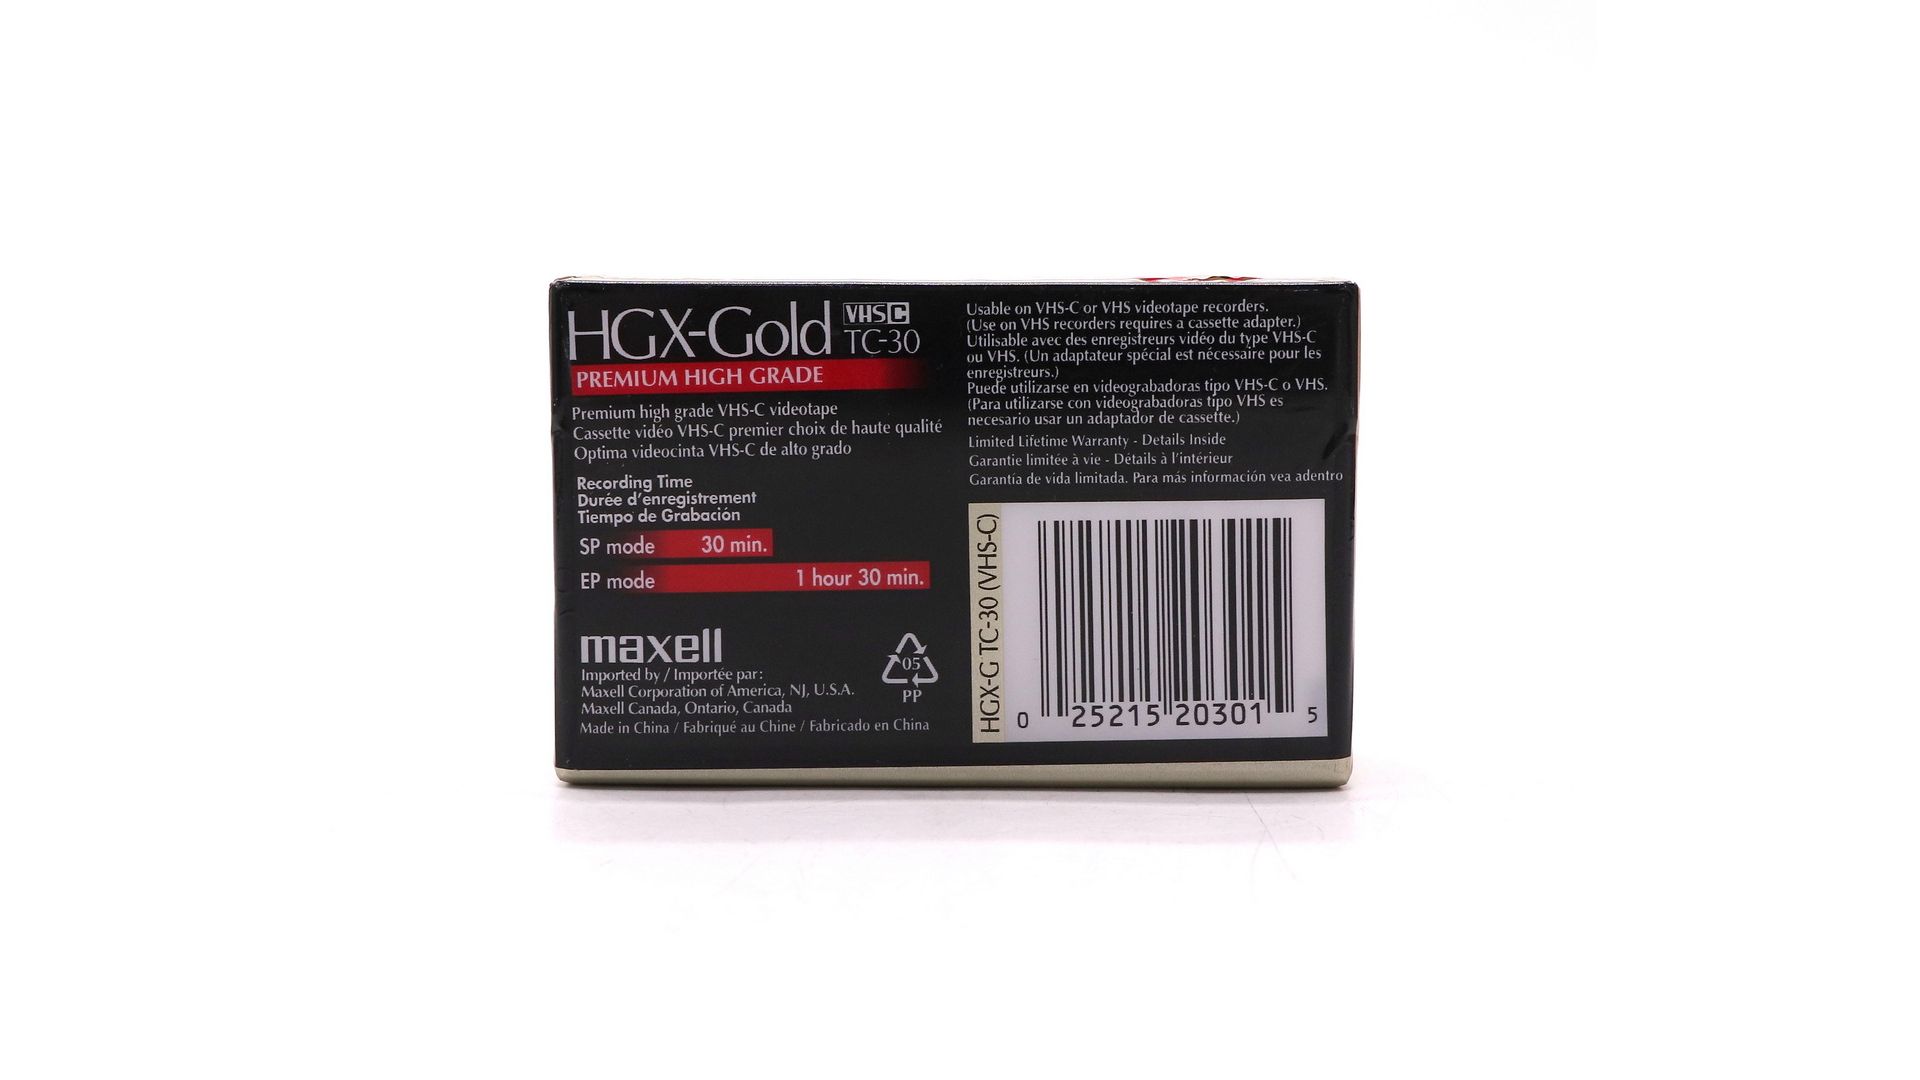 HGX-Gold VHSC TC-30
PREMIUM HIGH GRADE
Premium high grade VHS-C videotape
Cassette vidéo VHS-C premier choix de haute qualité
Optima videocinta VHS-C de alto grado
Recording Time
Durée d'enregistrement
Tiempo de Grabación
SP mode 30 min.
EP mode 1 hour 30 min.
maxell
Imported by / Importée par:
Maxell Corporation of America, NJ, U.S.A.
Maxell Canada, Ontario, Canada
Made in China / Fabriqué au Chine / Fabricado en China
05
PP
Usable on VHS-C or VHS videotape recorders.
(Use on VHS recorders requires a cassette adapter.)
Utilisable avec des enregistreurs vidéo du type VHS-C
ou VHS. (Un adaptateur spécial est nécessaire pour les
enregistreurs.)
Puede utilizarse en videograbadoras tipo VHS-C o VHS.
(Para utilizarse con videograbadoras tipo VHS es
necesario usar un adaptador de cassette.)
Limited Lifetime Warranty - Details Inside
Garantie limitée à vie - Détails à l'intérieur
Garantía de vida limitada. Para más información vea adentro
HGX-G TC-30 (VHS-C)
0 25215 20301 5